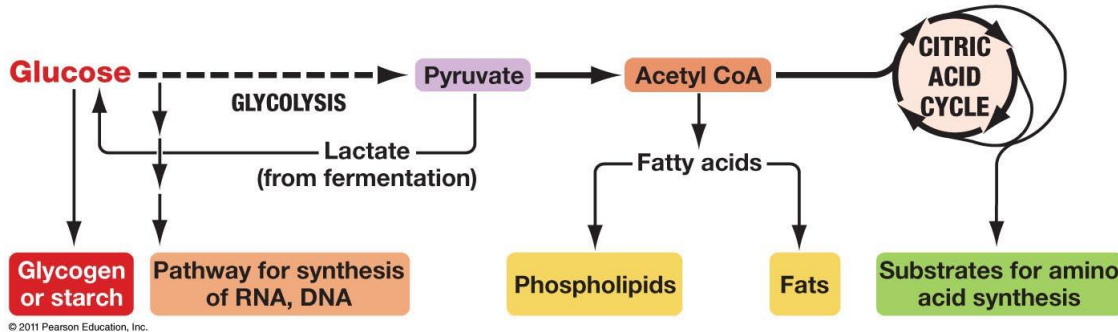 Glucose
GLYCOLYSIS
Pyruvate
Acetyl CoA
CITRIC
ACID
CYCLE
Lactate
(from fermentation)
Fatty acids
Glycogen
or starch
Pathway for synthesis
of RNA, DNA
Phospholipids
Fats
Substrates for amino
acid synthesis
© 2011 Pearson Education, Inc.